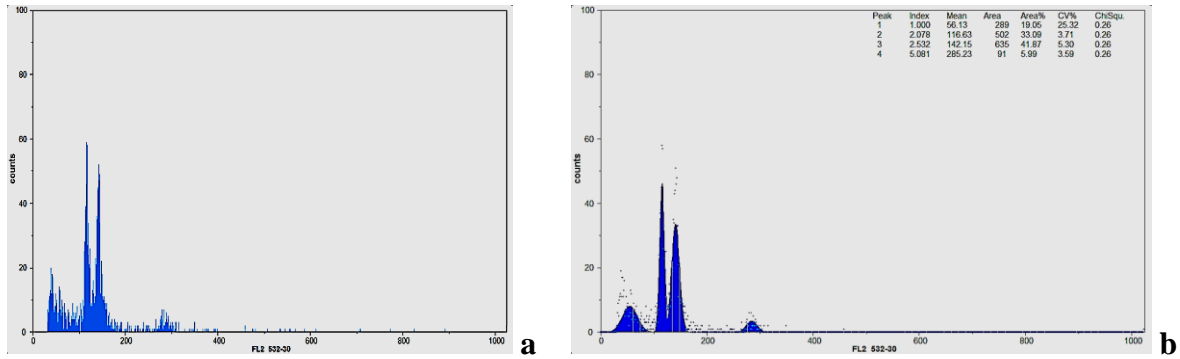 100
80
60
40
20
0
counts
0
200
400
600
800
1000
FL2 532-30
a
100
80
60
40
20
0
counts
0
200
400
600
800
1000
FL2 532-30
Peak Index Mean Area Area% CV% ChiSqu.
1 1.000 56.13 289 19.05 25.32 0.26
2 2.078 116.63 502 33.09 3.71 0.26
3 2.532 142.15 635 41.87 5.30 0.26
4 5.081 285.23 91 5.99 3.59 0.26
b